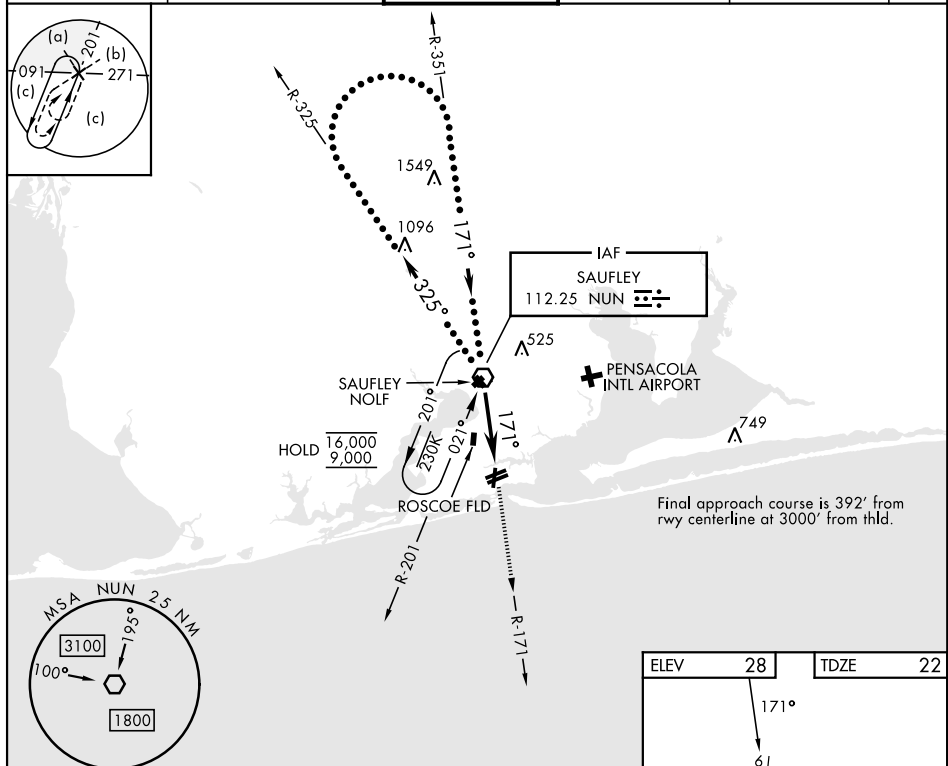 (a)
201
(b)
091
271
(c)
(c)
R-351
R-325
1549
1096
171°
325°
IAF
SAUFLEY
112.25 NUN
525
SAUFLEY
NOLF
PENSACOLA
INTL AIRPORT
201°
230K
021°
171°
749
HOLD 16,000
9,000
ROSCOE FLD
Final approach course is 392' from
rwy centerline at 3000' from thld.
R-201
R-171
MSA NUN 25 NM
3100
195°
100°
1800
ELEV 28
TDZE 22
171°
61